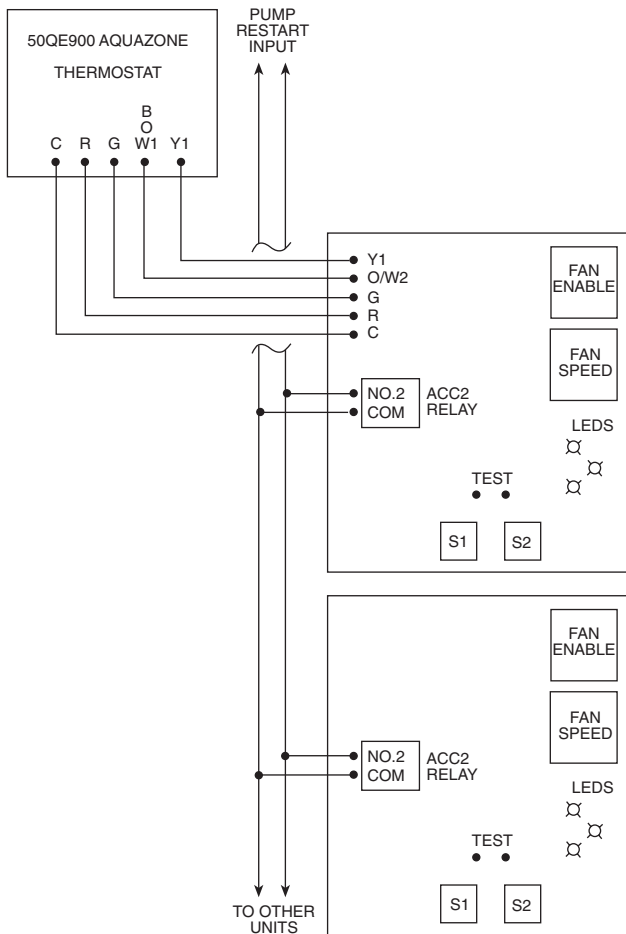 50QE900 AQUAZONE
THERMOSTAT
C
R
G
B
O
W1
Y1
PUMP
RESTART
INPUT
Y1
O/W2
G
R
C
FAN
ENABLE
FAN
SPEED
NO.2
COM
ACC2
RELAY
LEDS
TEST
S1
S2
FAN
ENABLE
FAN
SPEED
NO.2
COM
ACC2
RELAY
LEDS
TEST
S1
S2
TO OTHER
UNITS